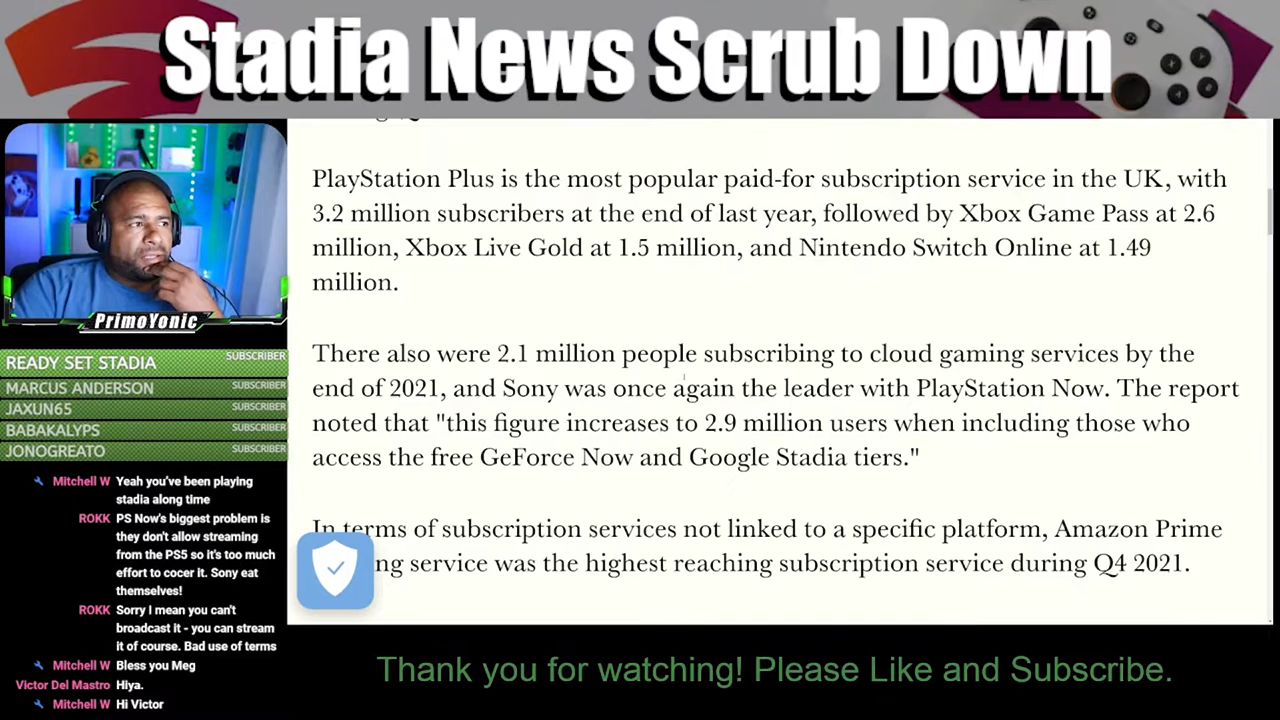 Stadia News Scrub Down
PlayStation Plus is the most popular paid-for subscription service in the UK, with
3.2 million subscribers at the end of last year, followed by Xbox Game Pass at 2.6
million, Xbox Live Gold at 1.5 million, and Nintendo Switch Online at 1.49
million.
There also were 2.1 million people subscribing to cloud gaming services by the
end of 2021, and Sony was once again the leader with PlayStation Now. The report
noted that "this figure increases to 2.9 million users when including those who
access the free GeForce Now and Google Stadia tiers."
In terms of subscription services not linked to a specific platform, Amazon Prime
ng service was the highest reaching subscription service during Q4 2021.
PrimoYonic
READY SET STADIA SUBSCRIBER
MARCUS ANDERSON SUBSCRIBER
JAXUN65 SUBSCRIBER
BABAKALYPS SUBSCRIBER
JONOGREATO SUBSCRIBER
Mitchell W Yeah you've been playing
stadia along time
ROKK PS Now's biggest problem is
they don't allow streaming
from the PS5 so it's too much
effort to cocer it. Sony eat
themselves!
ROKK Sorry I mean you can't
broadcast it - you can stream
it of course. Bad use of terms
Mitchell W Bless you Meg
Victor Del Mastro Hiya.
Mitchell W Hi Victor
Thank you for watching! Please Like and Subscribe.